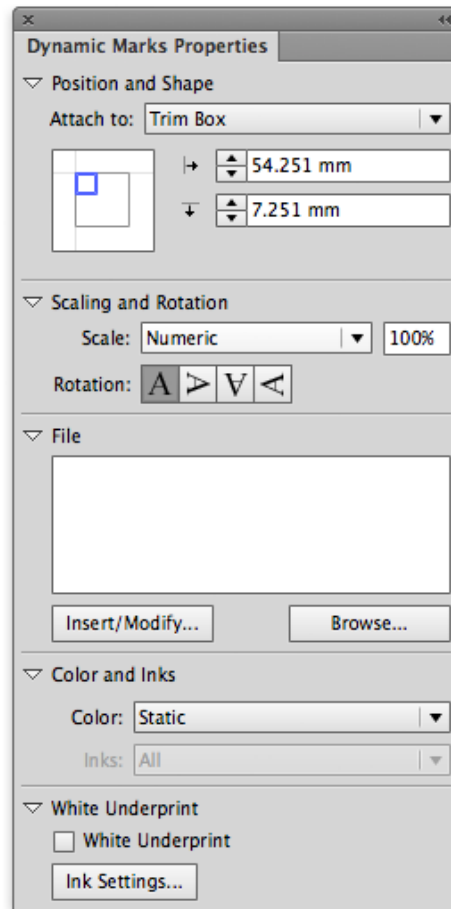 Dynamic Marks Properties
Position and Shape
Attach to: Trim Box
54.251 mm
7.251 mm
Scaling and Rotation
Scale: Numeric 100%
Rotation: A A A A
File
Insert/Modify... Browse...
Color and Inks
Color: Static
Inks: All
White Underprint
White Underprint
Ink Settings...